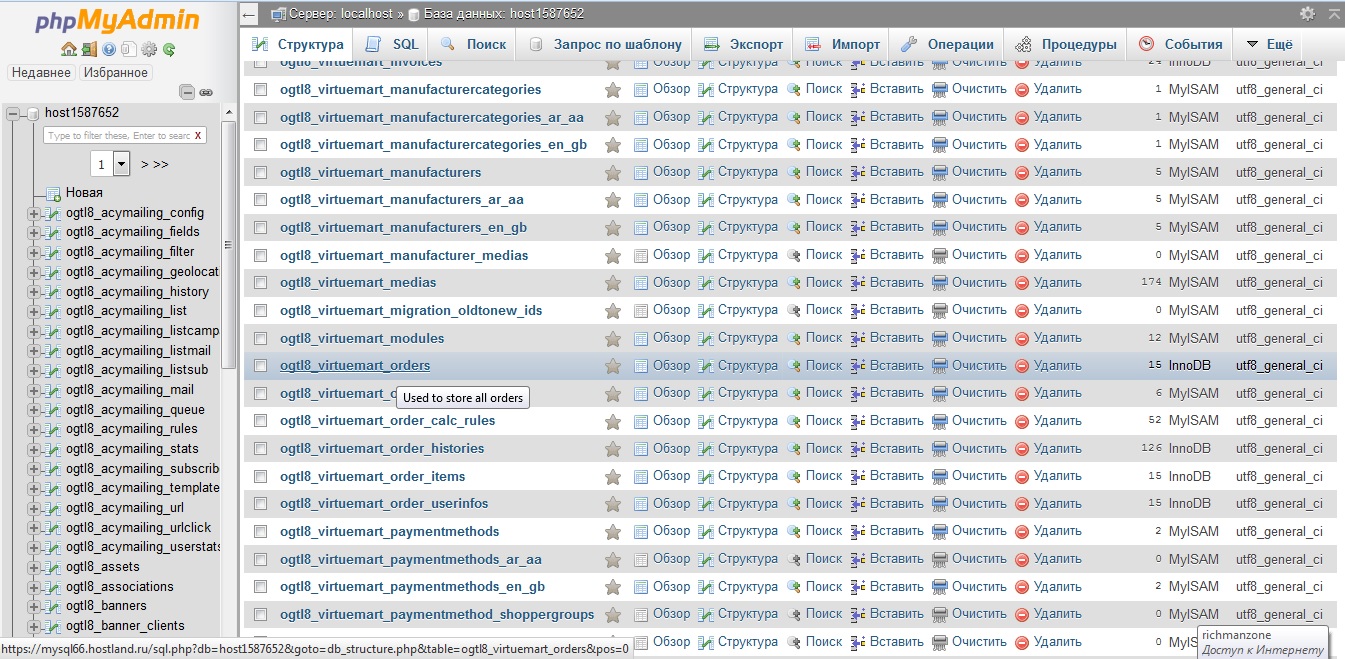 phpMyAdmin
Недавнее Избранное
host1587652
Type to filter these, Enter to searc X
1 > >>
Новая
ogtl8_acymailing_config
ogtl8_acymailing_fields
ogtl8_acymailing_filter
ogtl8_acymailing_geolocati
ogtl8_acymailing_history
ogtl8_acymailing_list
ogtl8_acymailing_listcamp
ogtl8_acymailing_listmail
ogtl8_acymailing_listsub
ogtl8_acymailing_mail
ogtl8_acymailing_queue
ogtl8_acymailing_rules
ogtl8_acymailing_stats
ogtl8_acymailing_subscrib
ogtl8_acymailing_template
ogtl8_acymailing_url
ogtl8_acymailing_urlclick
ogtl8_acymailing_userstats
ogtl8_assets
ogtl8_associations
ogtl8_banners
ogtl8_banner_clients
Сервер: localhost » База данных: host1587652
Структура SQL Поиск Запрос по шаблону Экспорт Импорт Операции Процедуры События Ещё
ogtl8_virtuemart_invoices Обзор Структура Поиск Вставить Очистить Удалить 24 InnoDB utf8_general_ci
ogtl8_virtuemart_manufacturercategories Обзор Структура Поиск Вставить Очистить Удалить 1 MyISAM utf8_general_ci
ogtl8_virtuemart_manufacturercategories_ar_aa Обзор Структура Поиск Вставить Очистить Удалить 1 MyISAM utf8_general_ci
ogtl8_virtuemart_manufacturercategories_en_gb Обзор Структура Поиск Вставить Очистить Удалить 1 MyISAM utf8_general_ci
ogtl8_virtuemart_manufacturers Обзор Структура Поиск Вставить Очистить Удалить 5 MyISAM utf8_general_ci
ogtl8_virtuemart_manufacturers_ar_aa Обзор Структура Поиск Вставить Очистить Удалить 5 MyISAM utf8_general_ci
ogtl8_virtuemart_manufacturers_en_gb Обзор Структура Поиск Вставить Очистить Удалить 5 MyISAM utf8_general_ci
ogtl8_virtuemart_manufacturer_medias Обзор Структура Поиск Вставить Очистить Удалить 0 MyISAM utf8_general_ci
ogtl8_virtuemart_medias Обзор Структура Поиск Вставить Очистить Удалить 174 MyISAM utf8_general_ci
ogtl8_virtuemart_migration_oldtonew_ids Обзор Структура Поиск Вставить Очистить Удалить 0 MyISAM utf8_general_ci
ogtl8_virtuemart_modules Обзор Структура Поиск Вставить Очистить Удалить 12 MyISAM utf8_general_ci
ogtl8_virtuemart_orders Обзор Структура Поиск Вставить Очистить Удалить 15 InnoDB utf8_general_ci
ogtl8_virtuemart_o Обзор Структура Поиск Вставить Очистить Удалить 6 MyISAM utf8_general_ci
Used to store all orders
ogtl8_virtuemart_order_calc_rules Обзор Структура Поиск Вставить Очистить Удалить 52 MyISAM utf8_general_ci
ogtl8_virtuemart_order_histories Обзор Структура Поиск Вставить Очистить Удалить 126 InnoDB utf8_general_ci
ogtl8_virtuemart_order_items Обзор Структура Поиск Вставить Очистить Удалить 15 InnoDB utf8_general_ci
ogtl8_virtuemart_order_userinfos Обзор Структура Поиск Вставить Очистить Удалить 15 InnoDB utf8_general_ci
ogtl8_virtuemart_paymentmethods Обзор Структура Поиск Вставить Очистить Удалить 2 MyISAM utf8_general_ci
ogtl8_virtuemart_paymentmethods_ar_aa Обзор Структура Поиск Вставить Очистить Удалить 0 MyISAM utf8_general_ci
ogtl8_virtuemart_paymentmethods_en_gb Обзор Структура Поиск Вставить Очистить Удалить 2 MyISAM utf8_general_ci
ogtl8_virtuemart_paymentmethod_shoppergroups Обзор Структура Поиск Вставить Очистить Удалить 0 MyISAM utf8_general_ci
Обзор Структура Поиск Вставить Очистить Удалить 0 MyIS
richmanzone
Доступ к Интернету
https://mysql66.hostland.ru/sql.php?db=host1587652&goto=db_structure.php&table=ogtl8_virtuemart_orders&pos=0